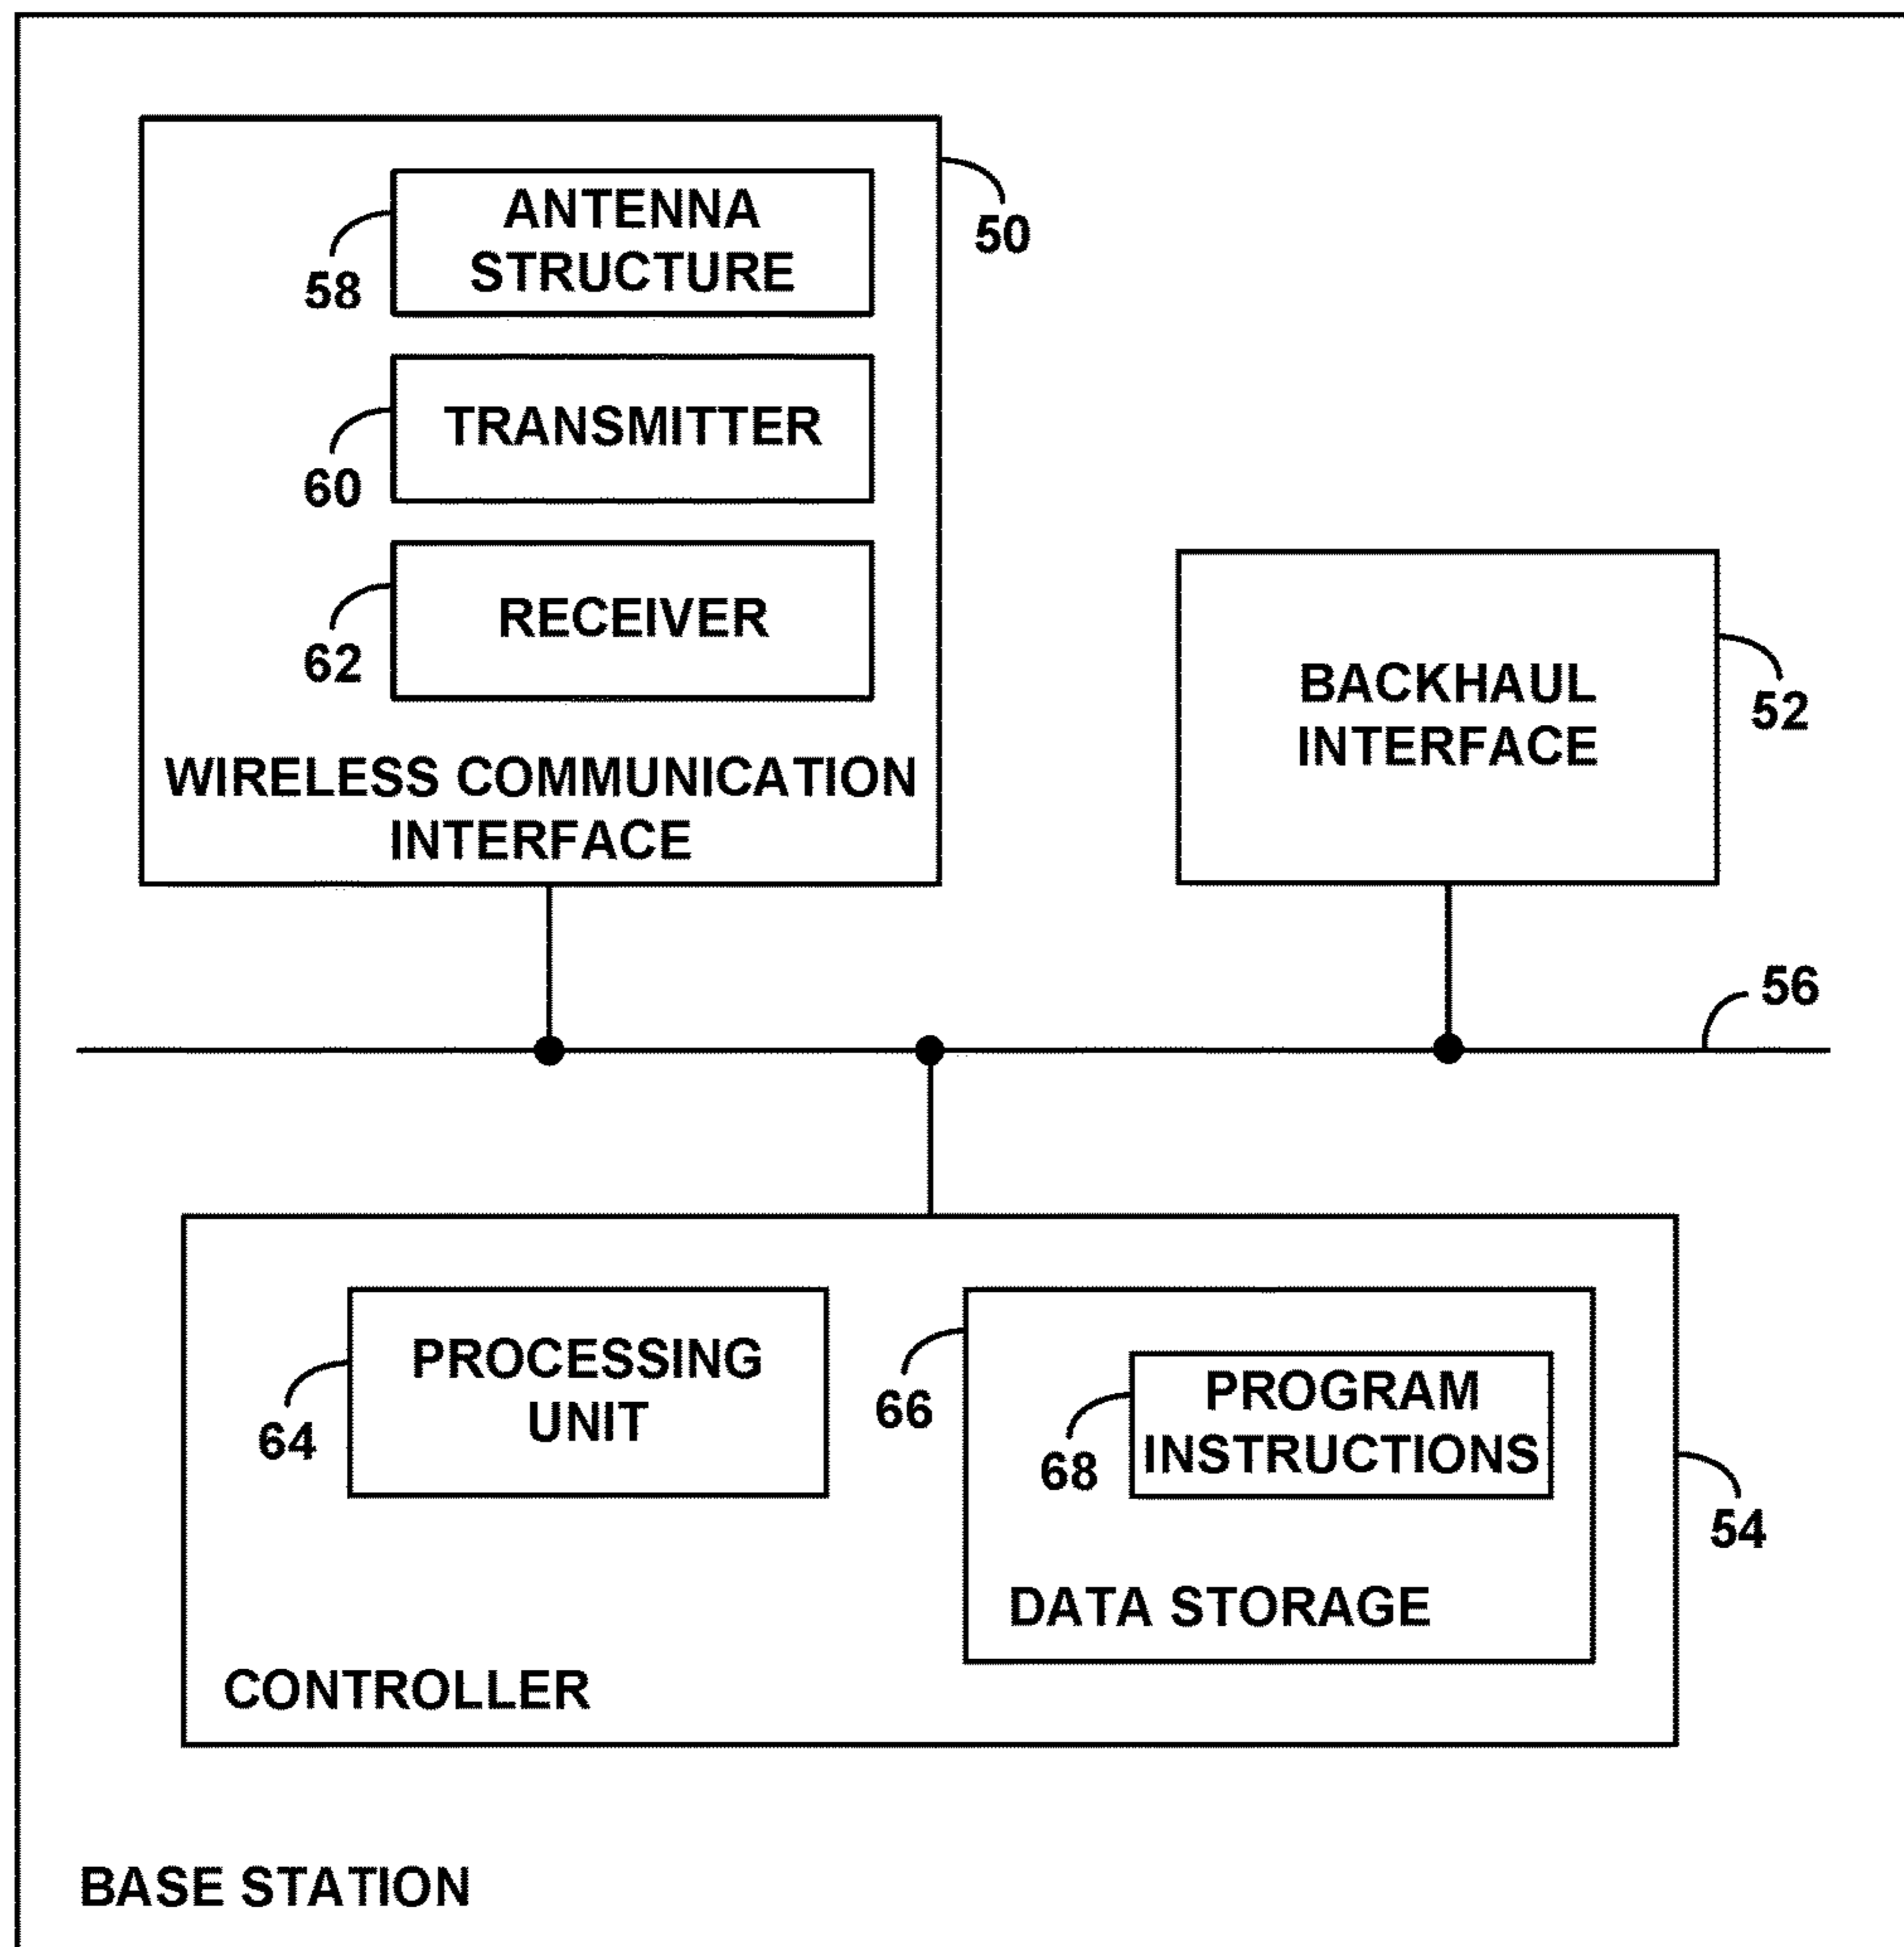 ANTENNA
STRUCTURE
58
50
TRANSMITTER
60
RECEIVER
62
WIRELESS COMMUNICATION
INTERFACE
BACKHAUL
INTERFACE
52
56
PROCESSING
UNIT
64
66
PROGRAM
INSTRUCTIONS
68
54
DATA STORAGE
CONTROLLER
BASE STATION